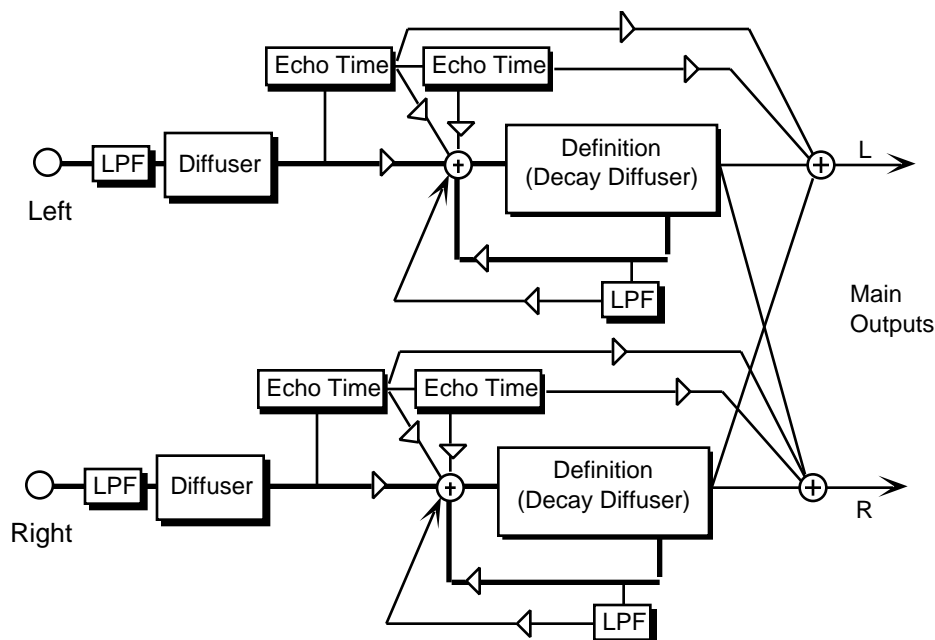 Echo Time
Echo Time
LPF
Diffuser
Definition
(Decay Diffuser)
+
+
L
Left
LPF
Main
Outputs
Echo Time
Echo Time
LPF
Diffuser
Definition
(Decay Diffuser)
+
+
R
Right
LPF